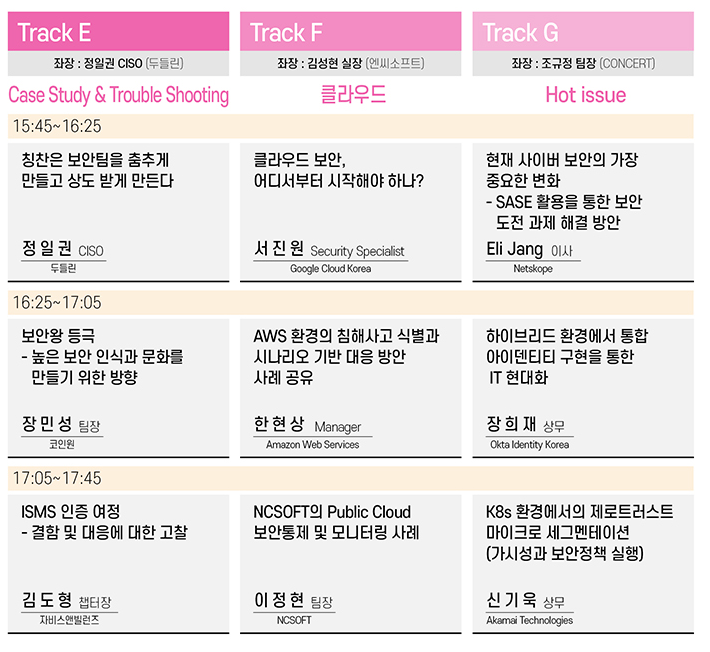 Track E
Track F
Track G
좌장 : 정일권 CISO (두들린)
좌장 : 김성현 실장 (엔씨소프트)
좌장 : 조규정 팀장 (CONCERT)
Case Study & Trouble Shooting
클라우드
Hot issue
15:45~16:25
칭찬은 보안팀을 춤추게
만들고 상도 받게 만든다
정일권 CISO
두들린
클라우드 보안,
어디서부터 시작해야 하나?
서진원 Security Specialist
Google Cloud Korea
현재 사이버 보안의 가장
중요한 변화
- SASE 활용을 통한 보안
도전 과제 해결 방안
Eli Jang 이사
Netskope
16:25~17:05
보안왕 등극
- 높은 보안 인식과 문화를
만들기 위한 방향
장민성 팀장
코인원
AWS 환경의 침해사고 식별과
시나리오 기반 대응 방안
사례 공유
한현상 Manager
Amazon Web Services
하이브리드 환경에서 통합
아이덴티티 구현을 통한
IT 현대화
장희재 상무
Okta Identity Korea
17:05~17:45
ISMS 인증 여정
- 결함 및 대응에 대한 고찰
김도형 챕터장
자비스앤빌런즈
NCSOFT의 Public Cloud
보안통제 및 모니터링 사례
이정현 팀장
NCSOFT
K8s 환경에서의 제로트러스트
마이크로 세그멘테이션
(가시성과 보안정책 실행)
신기욱 상무
Akamai Technologies